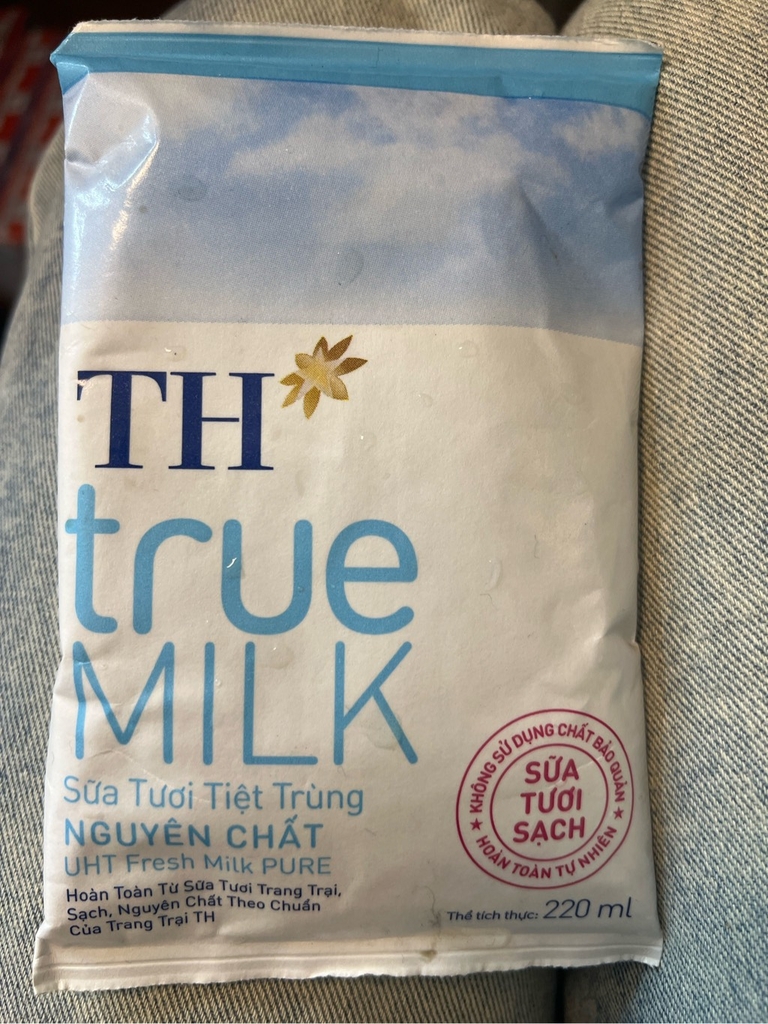 TH
true
MILK
Sữa Tươi Tiệt Trùng
NGUYÊN CHẤT
UHT Fresh Milk PURE
Hoàn Toàn Từ Sữa Tươi Trang Trại,
Sạch, Nguyên Chất Theo Chuẩn
Của Trang Trại TH
KHÔNG SỬ DỤNG CHẤT BẢO QUẢN
SỮA
TƯƠI
SẠCH
HOÀN TOÀN TỰ NHIÊN
Thể tích thực: 220 ml